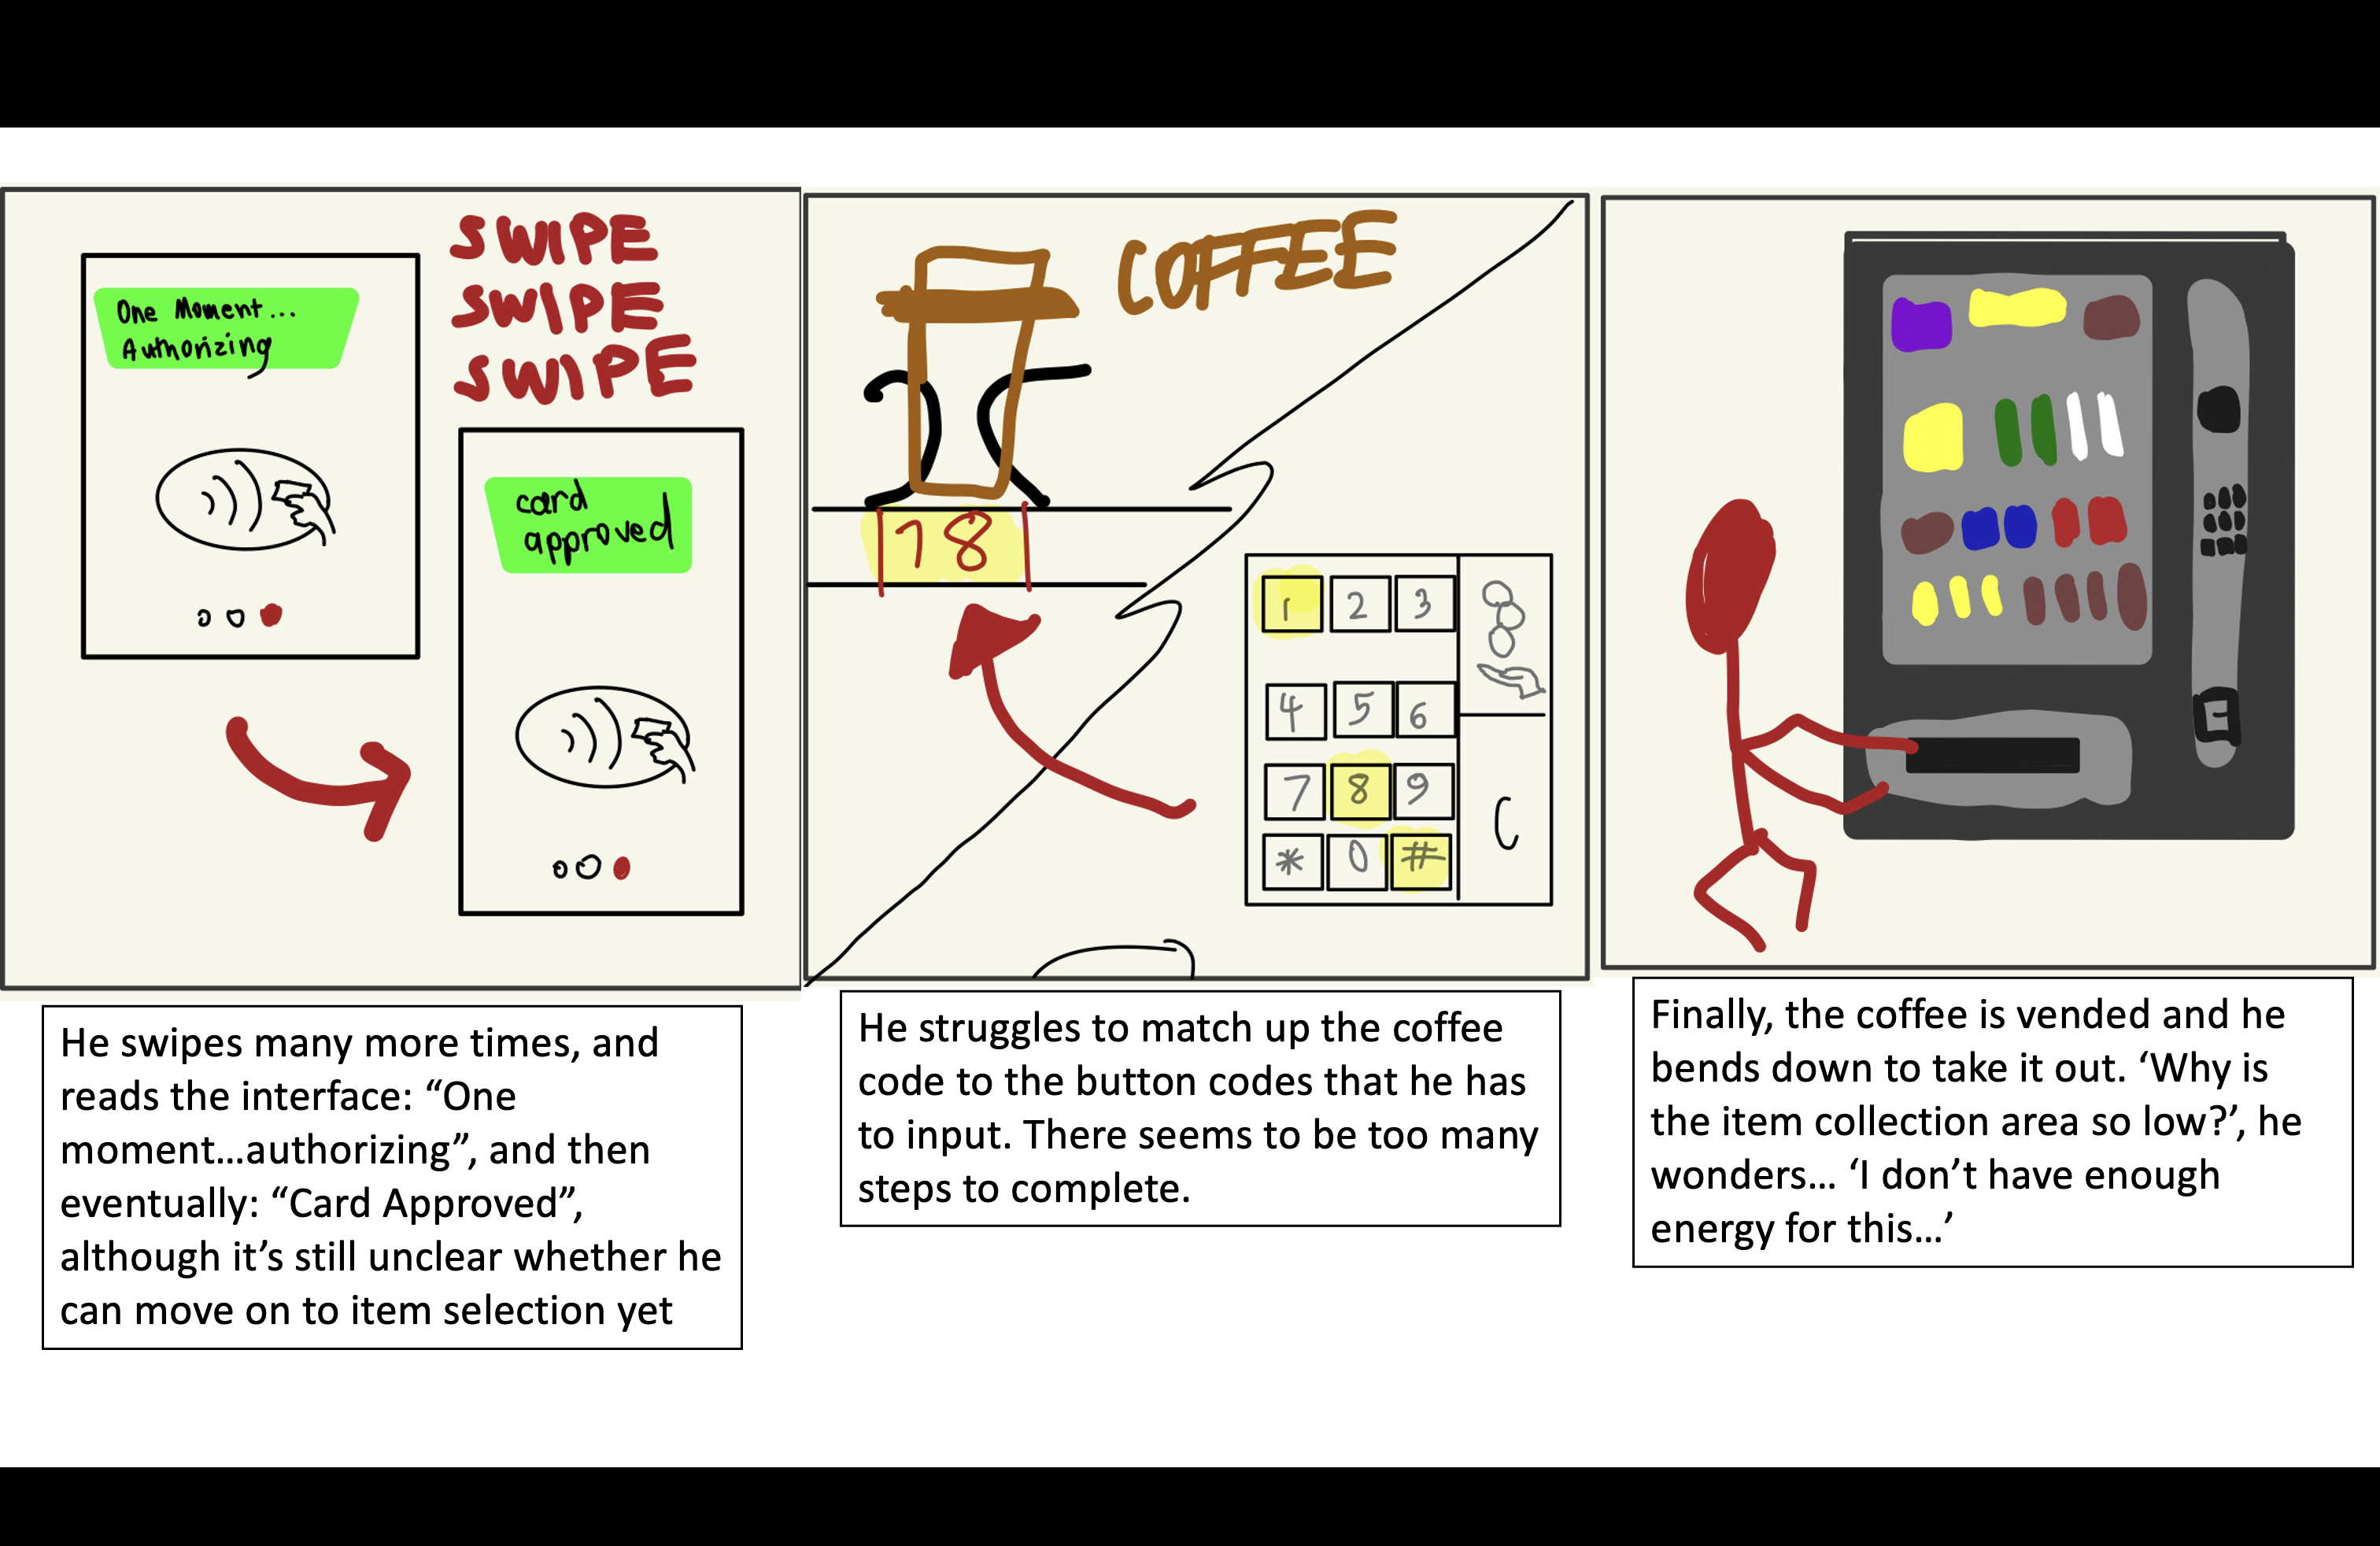 SWIPE
SWIPE
SWIPE
One Moment...
Authorizing
card
approved
COFFEE
18
1 2 3
4 5 6
7 8 9
* 0 #
C
He swipes many more times, and
reads the interface: “One
moment...authorizing”, and then
eventually: “Card Approved”,
although it’s still unclear whether he
can move on to item selection yet
He struggles to match up the coffee
code to the button codes that he has
to input. There seems to be too many
steps to complete.
Finally, the coffee is vended and he
bends down to take it out. ‘Why is
the item collection area so low?’, he
wonders... ‘I don’t have enough
energy for this...’